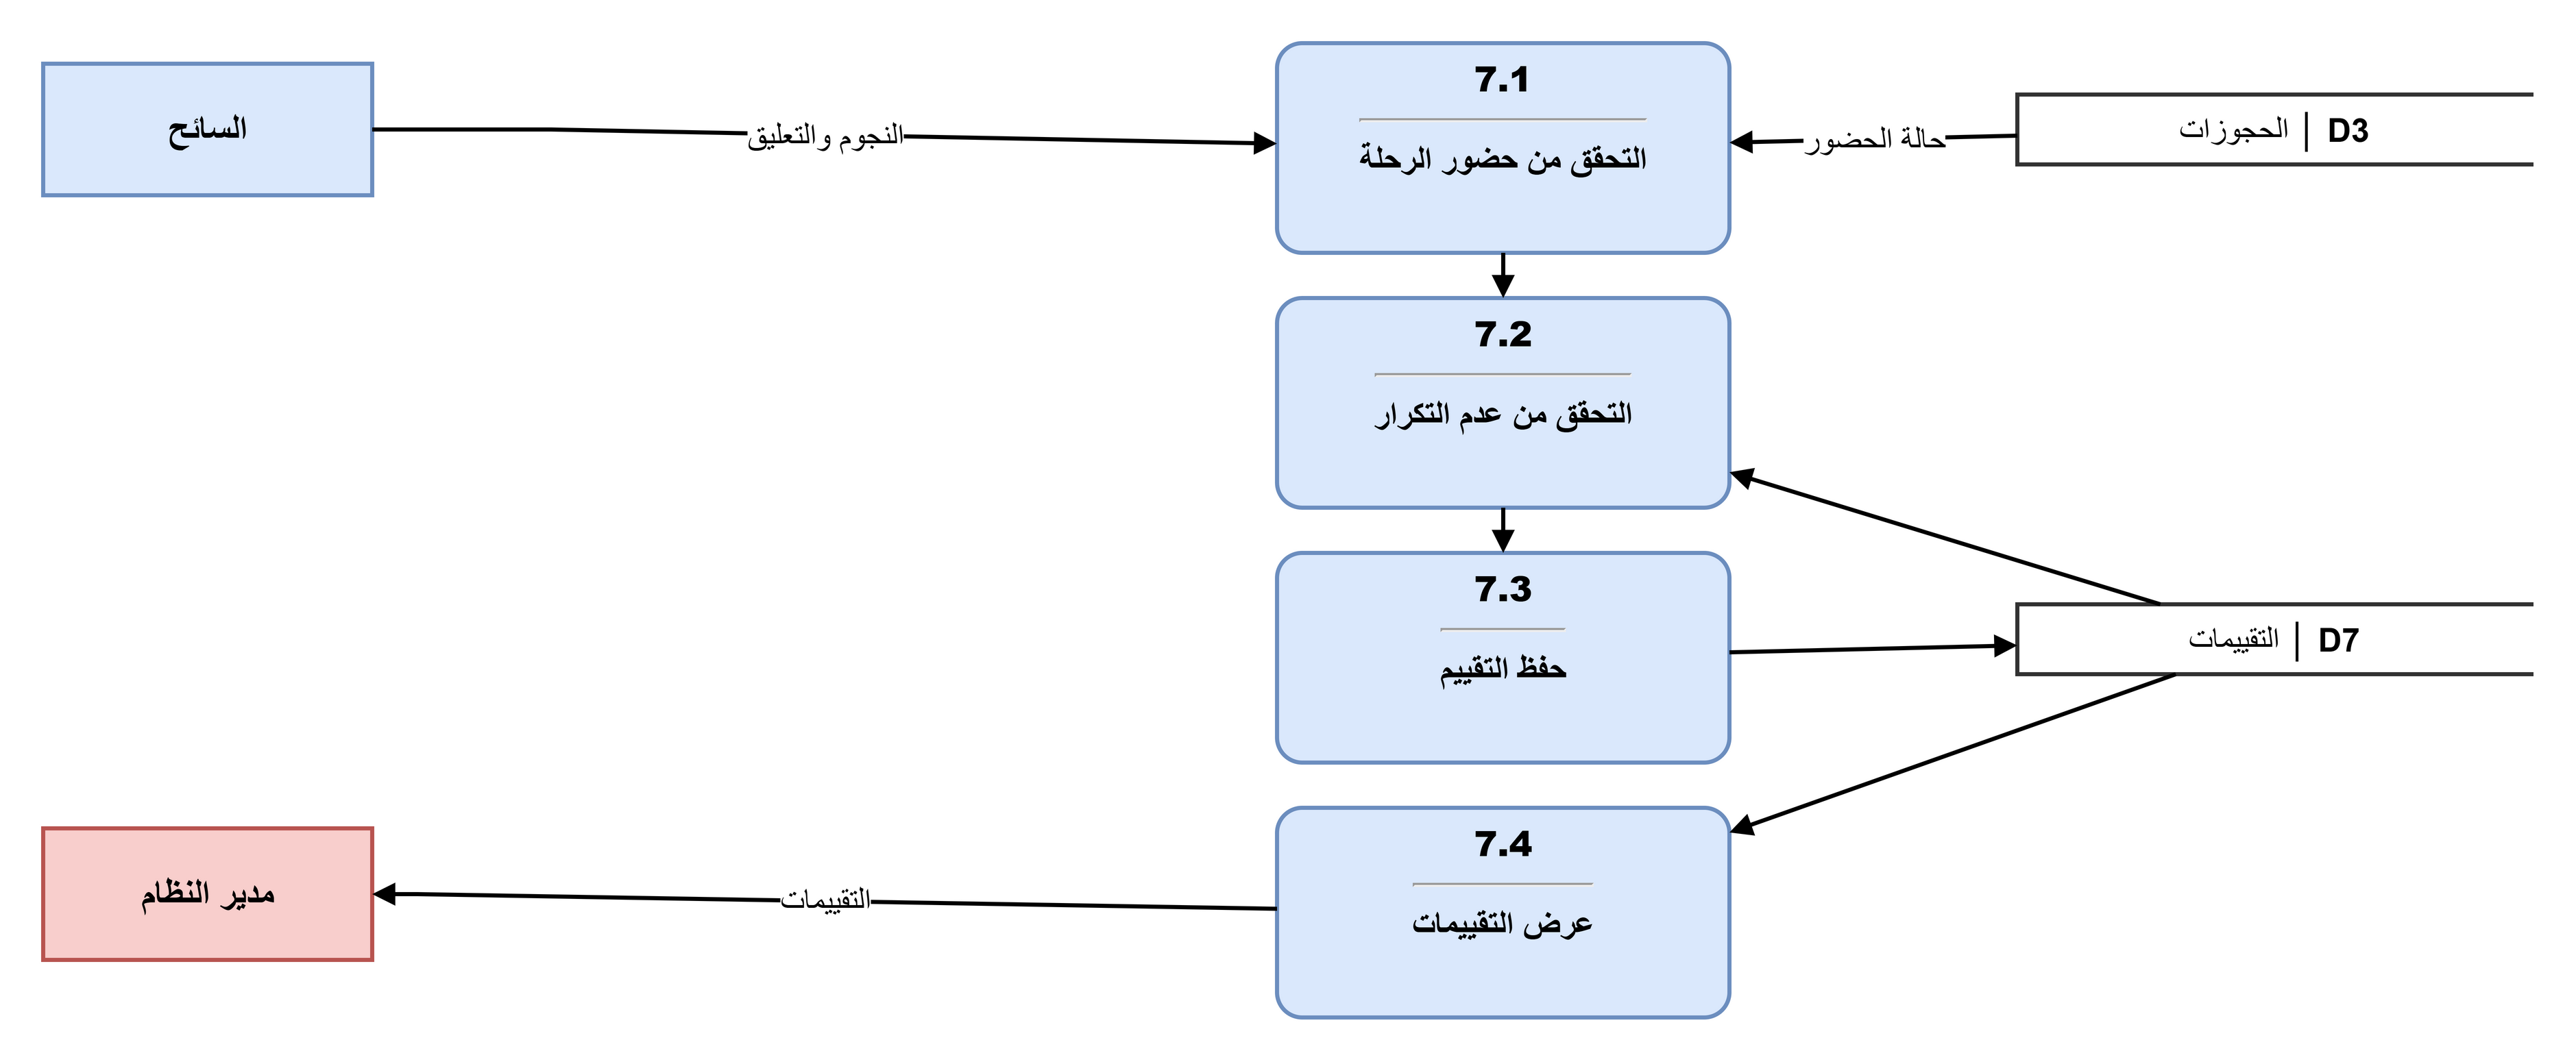 السائح
النجوم والتعليق
7.1
التحقق من حضور الرحلة
حالة الحضور
D3 | الحجوزات
7.2
التحقق من عدم التكرار
7.3
حفظ التقييم
D7 | التقييمات
7.4
عرض التقييمات
التقييمات
مدير النظام